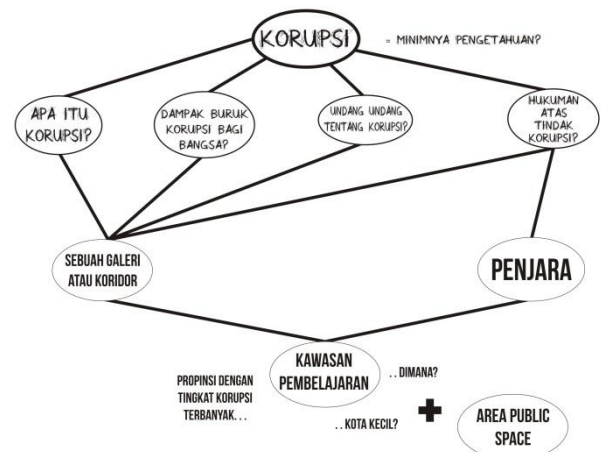 KORUPSI
= MINIMNYA PENGETAHUAN?
APA ITU
KORUPSI?
DAMPAK BURUK
KORUPSI BAGI
BANGSA?
UNDANG UNDANG
TENTANG KORUPSI?
HUKUMAN
ATAS
TINDAK
KORUPSI?
SEBUAH GALERI
ATAU KORIDOR
PENJARA
KAWASAN
PEMBELAJARAN
PROPINSI DENGAN
TINGKAT KORUPSI
TERBANYAK. . .
. . DIMANA?
. . KOTA KECIL?
+
AREA PUBLIC
SPACE